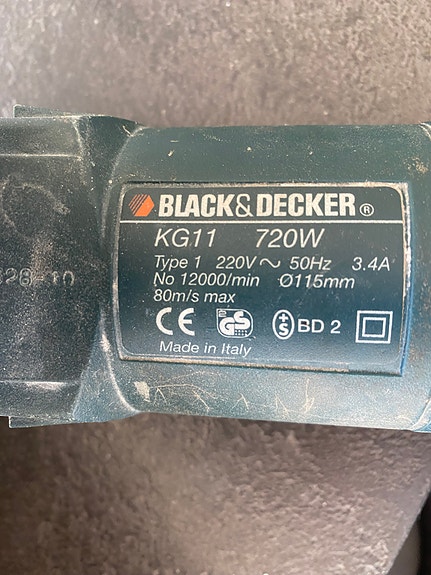 BLACK&DECKER®
KG11 720W
Type 1 220V ~ 50Hz 3.4A
No 12000/min Ø115mm
80m/s max
CE GS +S BD 2
Made in Italy